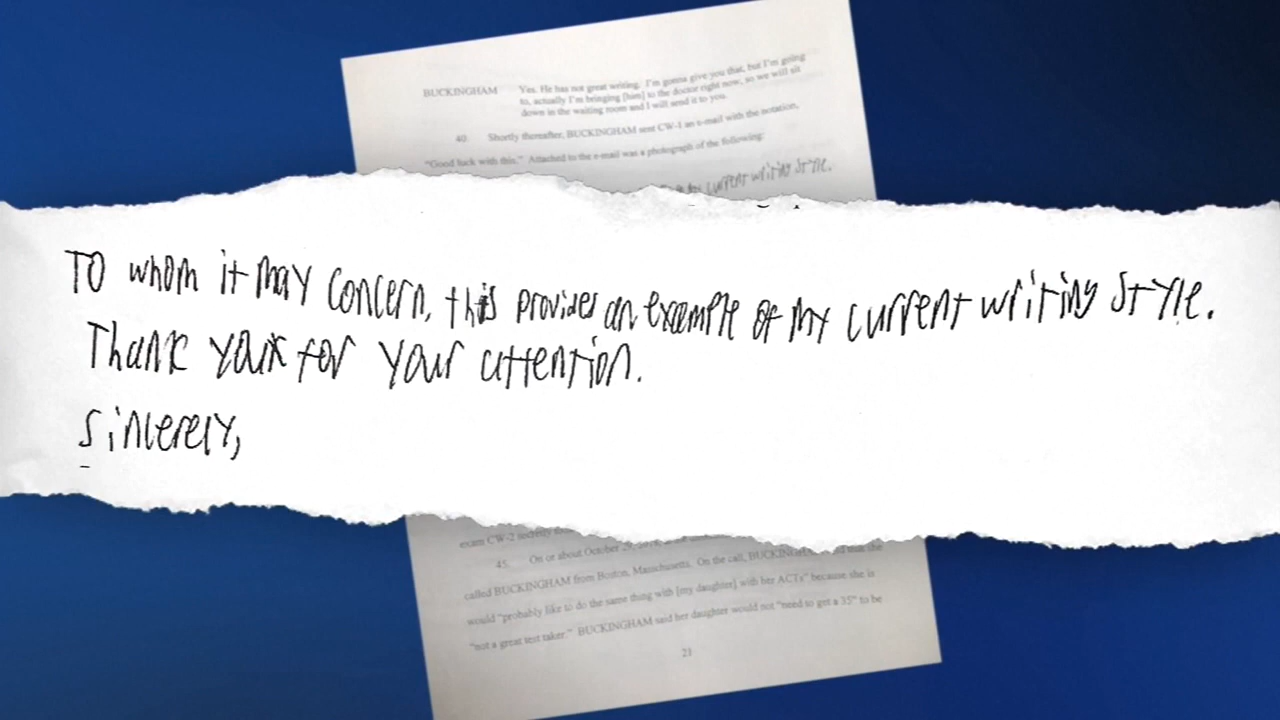 BUCKINGHAM Yes. He has not great writing. I'm gonna give you that, but I'm going
to, actually I'm bringing [him] to the doctor right now, so we will sit
down in the waiting room and I will send it to you.
40. Shortly thereafter, BUCKINGHAM sent CW-1 an e-mail with the notation,
"Good luck with this." Attached to the e-mail was a photograph of the following:
my current writing style.
To whom it may concern, this provides an example of my current writing style.
Thank you for your attention.
Sincerely,
exam CW-2
45. On or about October
called BUCKINGHAM from Boston, Massachusetts. On the call, BUCKINGHAM that she
would "probably like to do the same thing with [my daughter] with her ACTs" because she is
"not a great test taker." BUCKINGHAM said her daughter would not "need to get a 35" to be
23